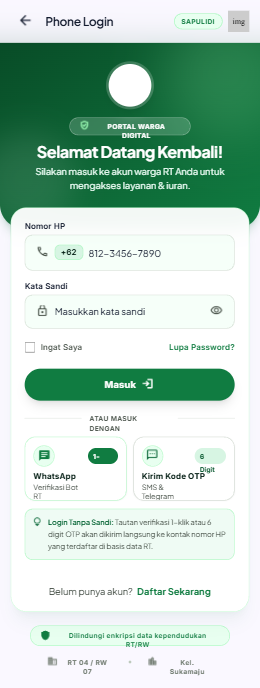 Phone Login
SAPULIDI
img
PORTAL WARGA
DIGITAL
Selamat Datang Kembali!
Silakan masuk ke akun warga RT Anda untuk
mengakses layanan & iuran.
Nomor HP
+62 812-3456-7890
Kata Sandi
Masukkan kata sandi
Ingat Saya
Lupa Password?
Masuk
ATAU MASUK
DENGAN
1-
WhatsApp
Verifikasi Bot
RT
6
Digit
Kirim Kode OTP
SMS &
Telegram
Login Tanpa Sandi: Tautan verifikasi 1-klik atau 6
digit OTP akan dikirim langsung ke kontak nomor HP
yang terdaftar di basis data RT.
Belum punya akun? Daftar Sekarang
Dilindungi enkripsi data kependudukan
RT/RW
RT 04 / RW
07
•
Kel.
Sukamaju